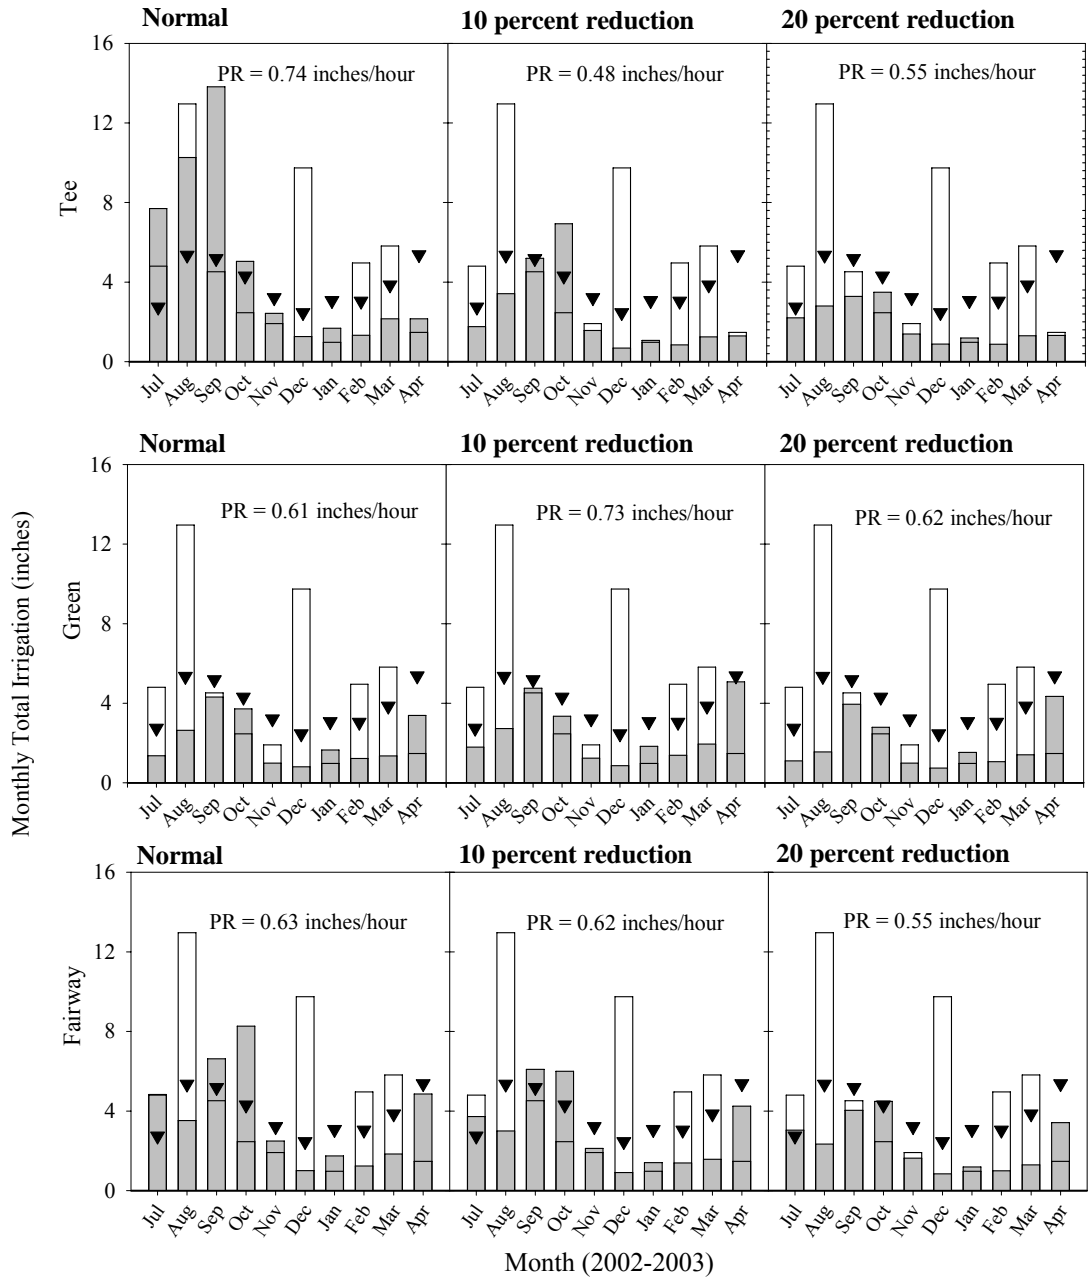 Normal 10 percent reduction 20 percent reduction
16
PR = 0.74 inches/hour PR = 0.48 inches/hour PR = 0.55 inches/hour
12
8
4
0
Tee
Jul Aug Sep Oct Nov Dec Jan Feb Mar Apr Jul Aug Sep Oct Nov Dec Jan Feb Mar Apr Jul Aug Sep Oct Nov Dec Jan Feb Mar Apr
Normal 10 percent reduction 20 percent reduction
16
PR = 0.61 inches/hour PR = 0.73 inches/hour PR = 0.62 inches/hour
12
8
4
0
Green
Monthly Total Irrigation (inches)
Jul Aug Sep Oct Nov Dec Jan Feb Mar Apr Jul Aug Sep Oct Nov Dec Jan Feb Mar Apr Jul Aug Sep Oct Nov Dec Jan Feb Mar Apr
Normal 10 percent reduction 20 percent reduction
16
PR = 0.63 inches/hour PR = 0.62 inches/hour PR = 0.55 inches/hour
12
8
4
0
Fairway
Jul Aug Sep Oct Nov Dec Jan Feb Mar Apr Jul Aug Sep Oct Nov Dec Jan Feb Mar Apr Jul Aug Sep Oct Nov Dec Jan Feb Mar Apr
Month (2002-2003)